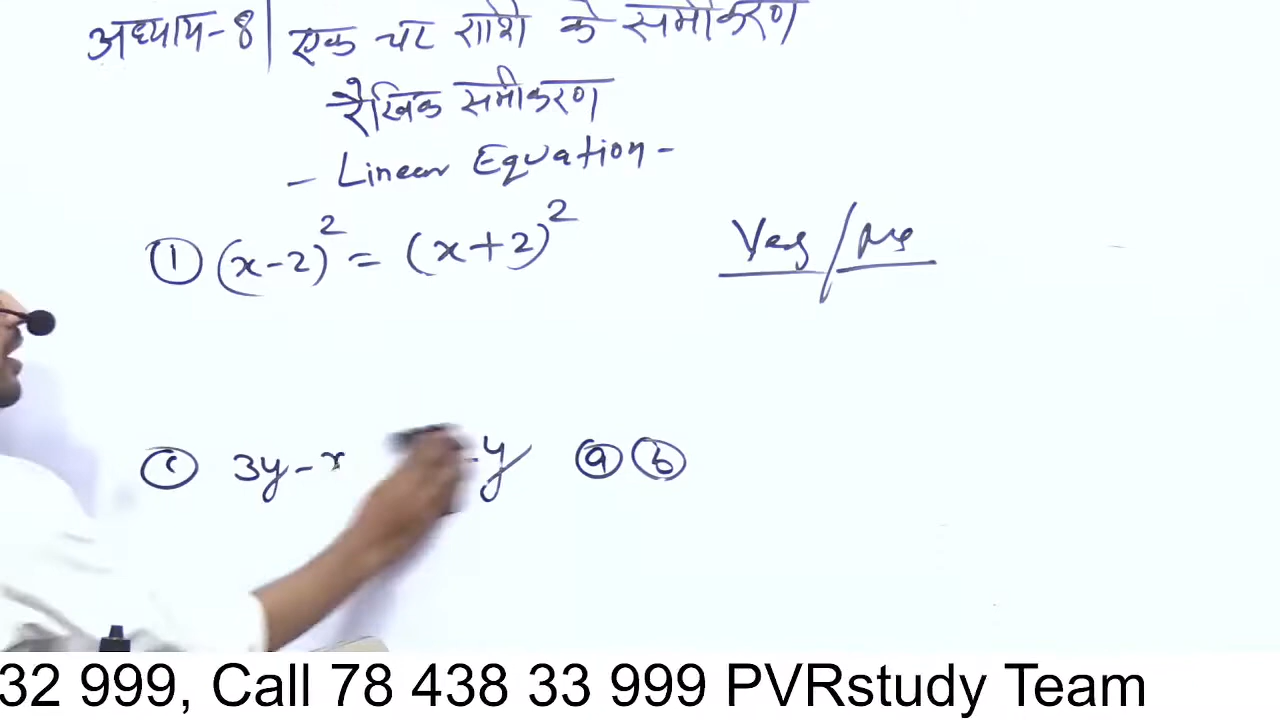 अध्याय-8| एक चर राशि के समीकरण
रैखिक समीकरण
- Linear Equation -
① (x-2)² = (x+2)² Yes/No
3y-x -y ⓐ ⓑ
32 999, Call 78 438 33 999 PVRstudy Team